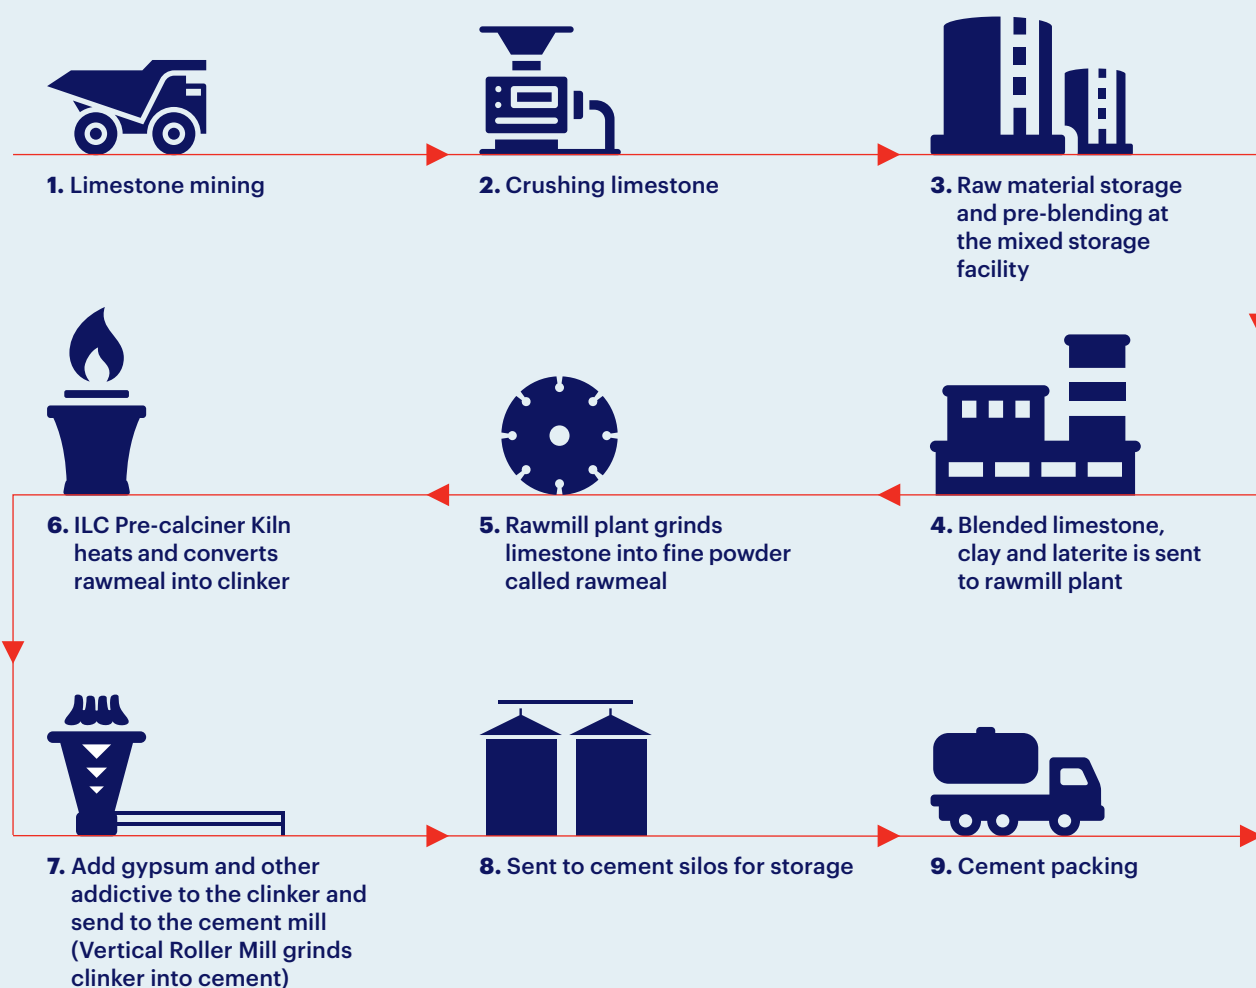 1. Limestone mining
2. Crushing limestone
3. Raw material storage
and pre-blending at
the mixed storage
facility
4. Blended limestone,
clay and laterite is sent
to rawmill plant
5. Rawmill plant grinds
limestone into fine powder
called rawmeal
6. ILC Pre-calciner Kiln
heats and converts
rawmeal into clinker
7. Add gypsum and other
addictive to the clinker and
send to the cement mill
(Vertical Roller Mill grinds
clinker into cement)
8. Sent to cement silos for storage
9. Cement packing